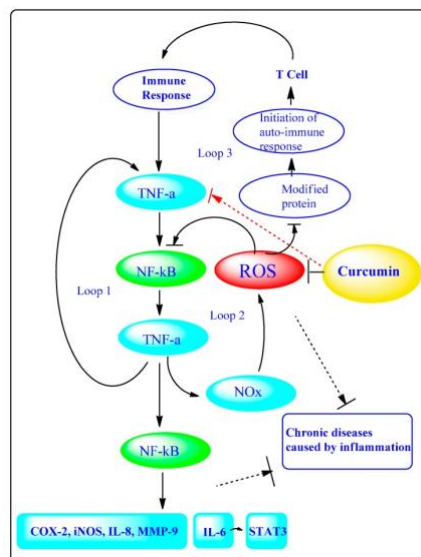 T Cell
Immune
Response
Initiation of
auto-immune
response
Loop 3
Modified
protein
TNF-a
NF-kB
ROS
Curcumin
Loop 1
Loop 2
TNF-a
NOx
NF-kB
Chronic diseases
caused by inflammation
COX-2, iNOS, IL-8, MMP-9
IL-6
STAT3